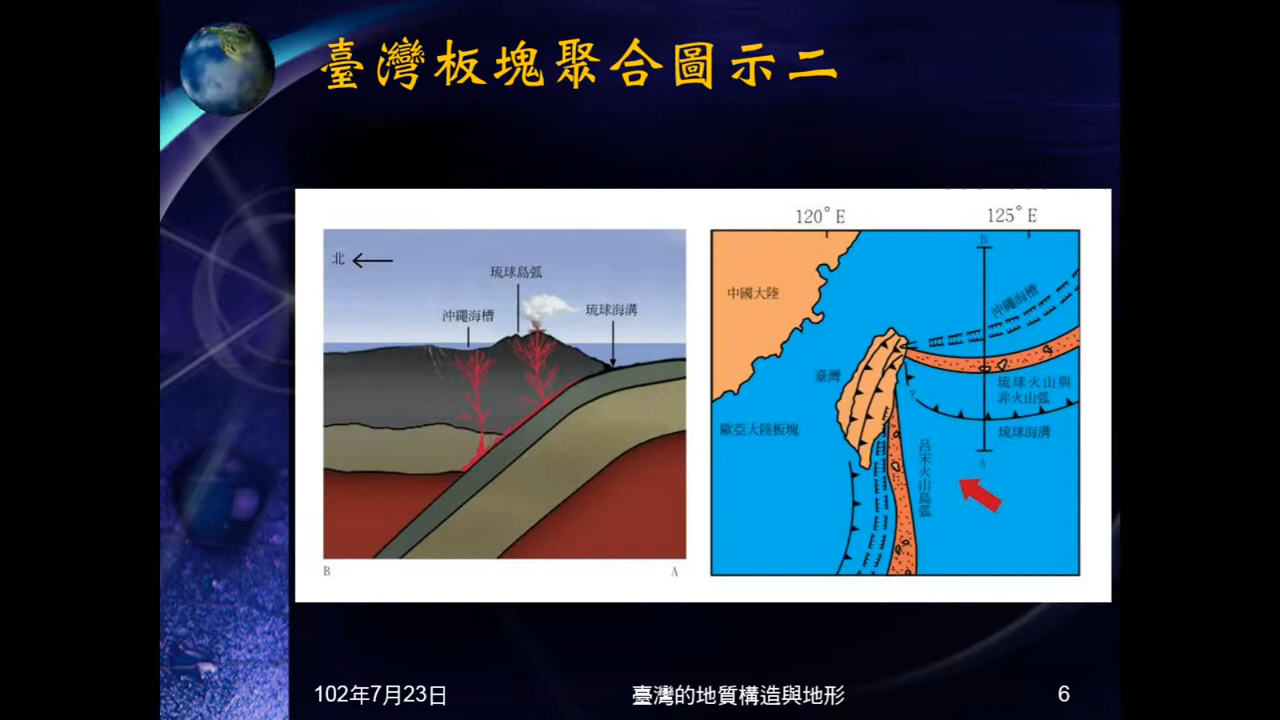 臺灣板塊聚合圖示二
北
琉球島弧
沖繩海槽
琉球海溝
B
A
120°E
125°E
B
中國大陸
沖繩海槽
臺灣
?
琉球火山與
非火山弧
歐亞大陸板塊
琉球海溝
A
呂宋火山島弧
102年7月23日
臺灣的地質構造與地形
6